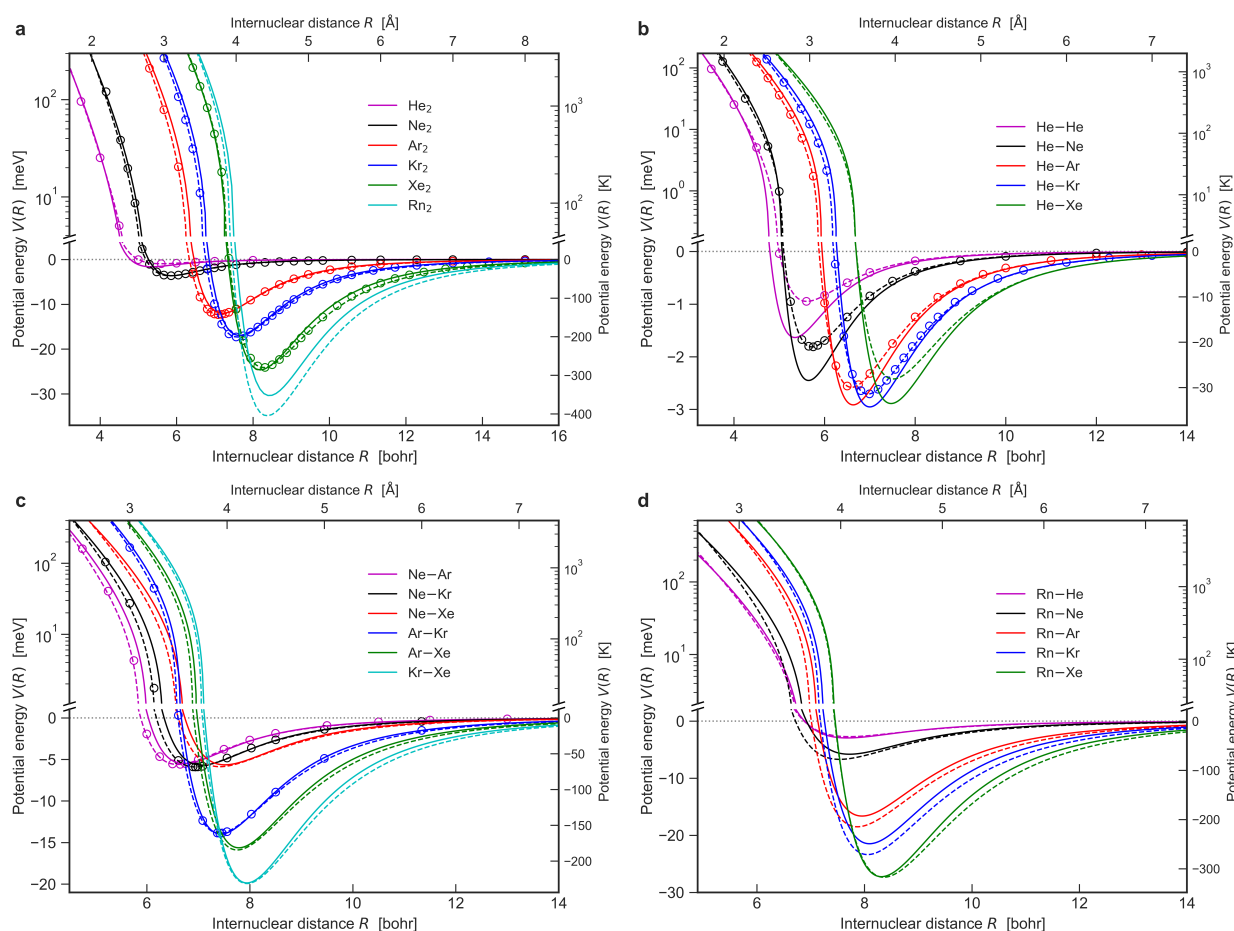 a
Internuclear distance R [Å]
2 3 4 5 6 7 8
Potential energy V(R) [meV]
10²
10¹
0
−10
−20
−30
He₂
Ne₂
Ar₂
Kr₂
Xe₂
Rn₂
Potential energy V(R) [K]
10³
10²
0
−100
−200
−300
−400
4 6 8 10 12 14 16
Internuclear distance R [bohr]
b
Internuclear distance R [Å]
2 3 4 5 6 7
Potential energy V(R) [meV]
10²
10¹
10⁰
0
−1
−2
−3
He−He
He−Ne
He−Ar
He−Kr
He−Xe
Potential energy V(R) [K]
10³
10²
10¹
0
−10
−20
−30
4 6 8 10 12 14
Internuclear distance R [bohr]
c
Internuclear distance R [Å]
3 4 5 6 7
Potential energy V(R) [meV]
10²
10¹
0
−5
−10
−15
−20
Ne−Ar
Ne−Kr
Ne−Xe
Ar−Kr
Ar−Xe
Kr−Xe
Potential energy V(R) [K]
10³
10²
0
−50
−100
−150
−200
6 8 10 12 14
Internuclear distance R [bohr]
d
Internuclear distance R [Å]
3 4 5 6 7
Potential energy V(R) [meV]
10²
10¹
0
−10
−20
−30
Rn−He
Rn−Ne
Rn−Ar
Rn−Kr
Rn−Xe
Potential energy V(R) [K]
10³
10²
0
−100
−200
−300
6 8 10 12 14
Internuclear distance R [bohr]